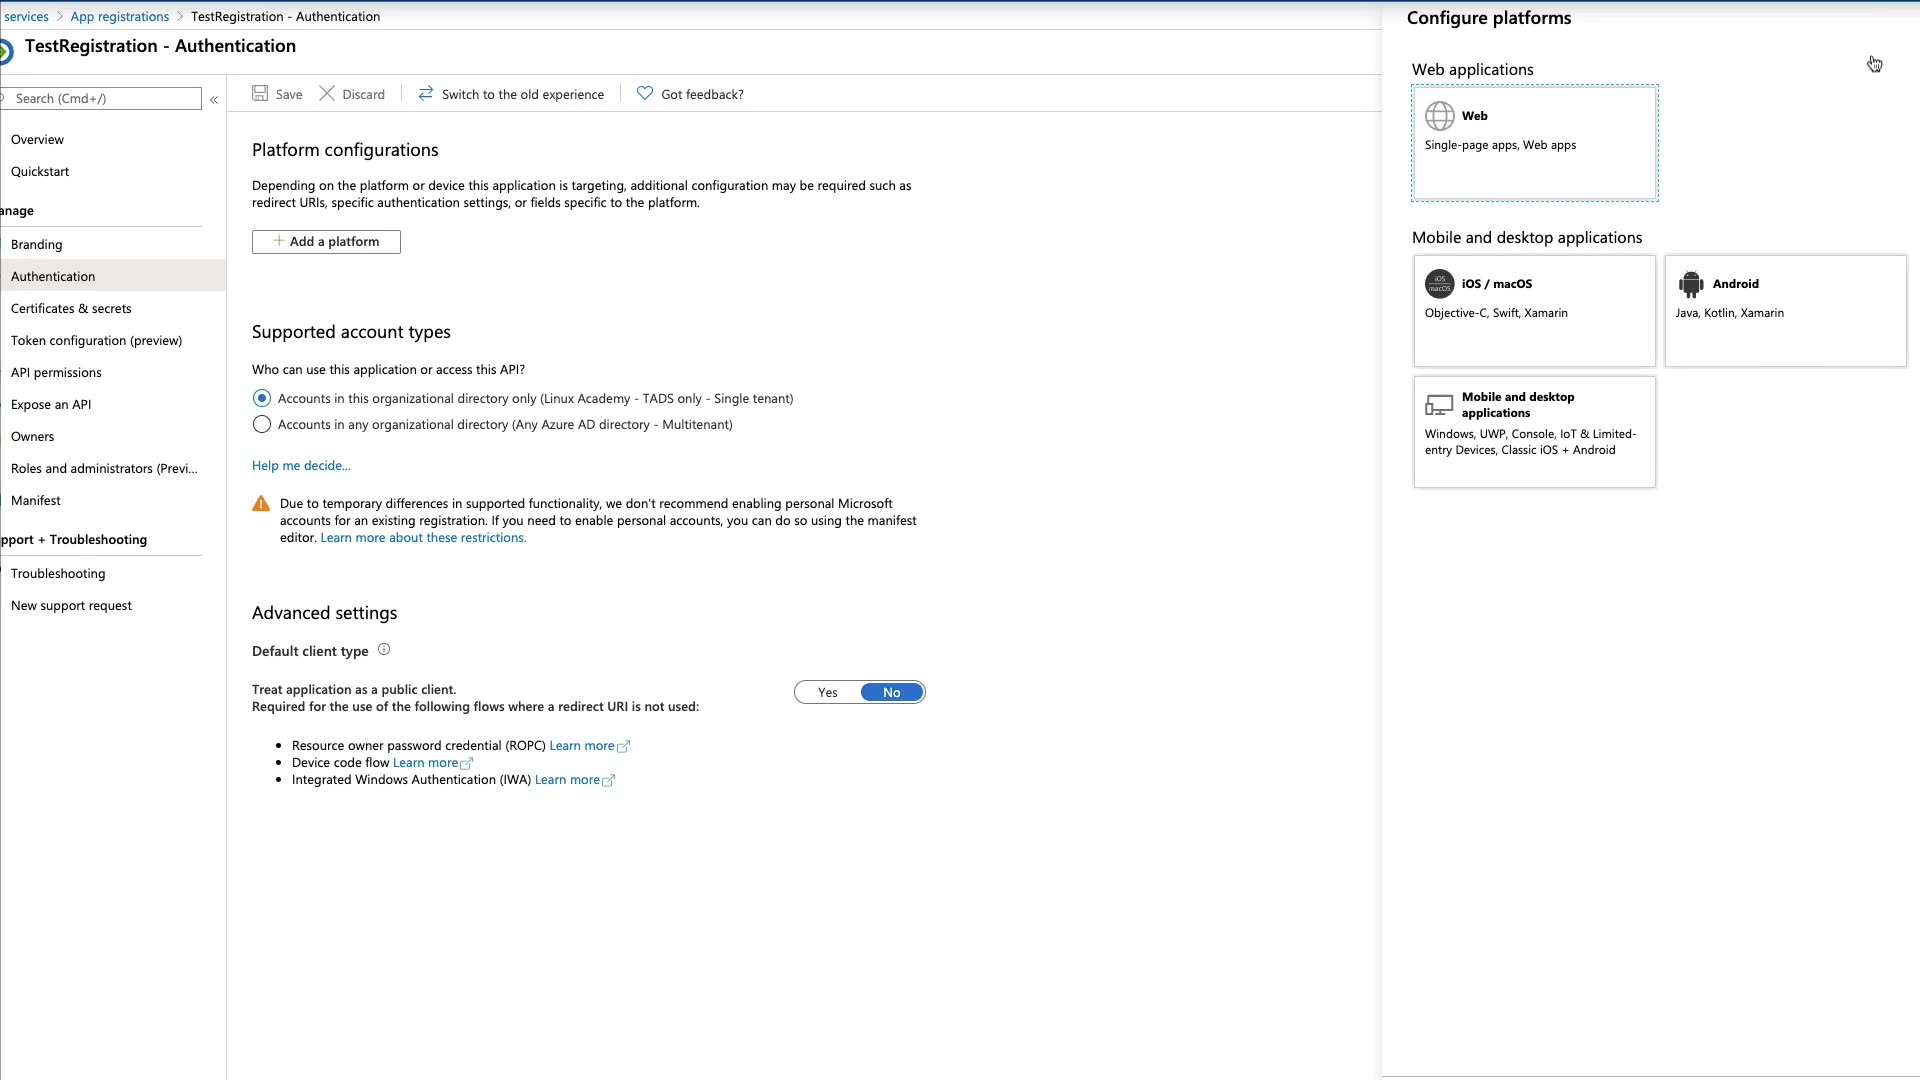 services > App registrations > TestRegistration - Authentication
TestRegistration - Authentication
Search (Cmd+/)
«
Overview
Quickstart
anage
Branding
Authentication
Certificates & secrets
Token configuration (preview)
API permissions
Expose an API
Owners
Roles and administrators (Previ...
Manifest
pport + Troubleshooting
Troubleshooting
New support request
Save
Discard
Switch to the old experience
Got feedback?
Platform configurations
Depending on the platform or device this application is targeting, additional configuration may be required such as
redirect URIs, specific authentication settings, or fields specific to the platform.
+ Add a platform
Supported account types
Who can use this application or access this API?
Accounts in this organizational directory only (Linux Academy - TADS only - Single tenant)
Accounts in any organizational directory (Any Azure AD directory - Multitenant)
Help me decide...
Due to temporary differences in supported functionality, we don't recommend enabling personal Microsoft
accounts for an existing registration. If you need to enable personal accounts, you can do so using the manifest
editor. Learn more about these restrictions.
Advanced settings
Default client type
Treat application as a public client.
Required for the use of the following flows where a redirect URI is not used:
Yes
No
• Resource owner password credential (ROPC) Learn more
• Device code flow Learn more
• Integrated Windows Authentication (IWA) Learn more
Configure platforms
Web applications
Web
Single-page apps, Web apps
Mobile and desktop applications
iOS
macOS
iOS / macOS
Objective-C, Swift, Xamarin
Android
Java, Kotlin, Xamarin
Mobile and desktop
applications
Windows, UWP, Console, IoT & Limited-
entry Devices, Classic iOS + Android